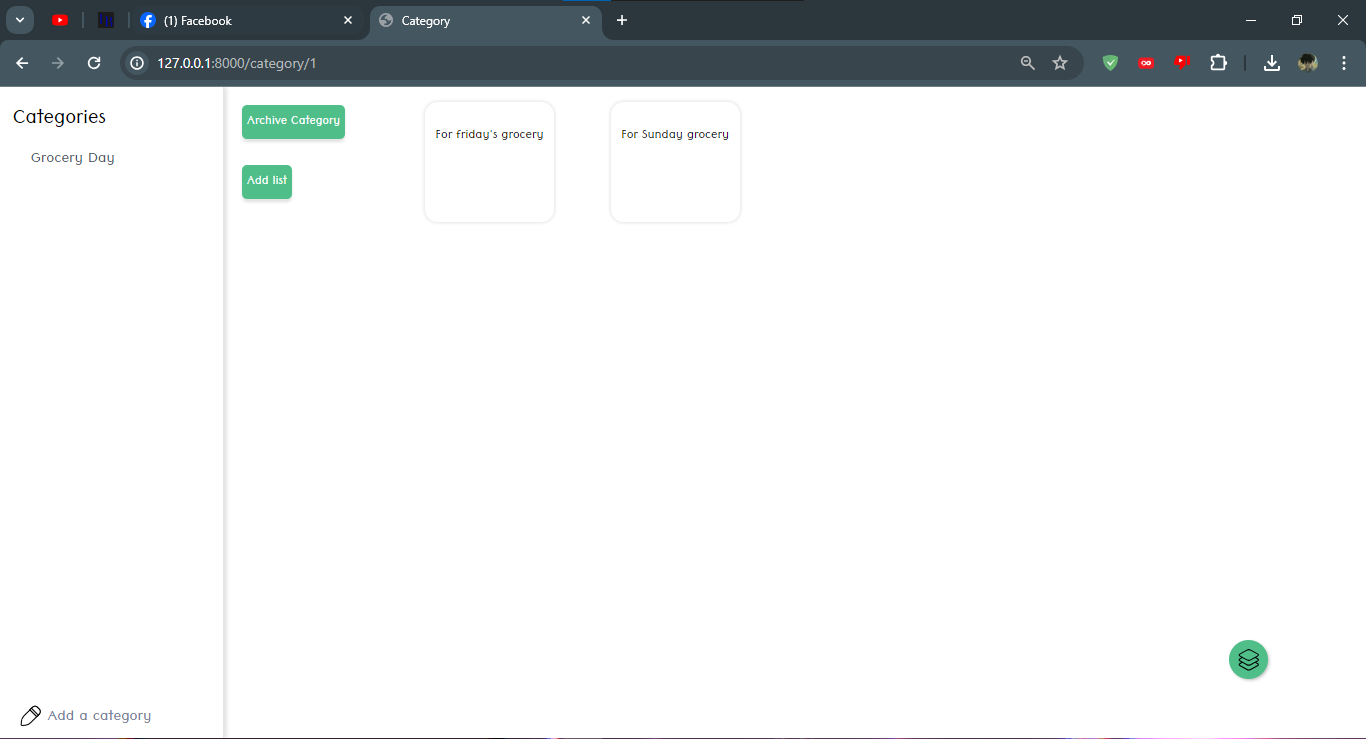 (1) Facebook
Category
127.0.0.1:8000/category/1
Categories
Grocery Day
Add a category
Archive Category
Add list
For friday's grocery
For Sunday grocery